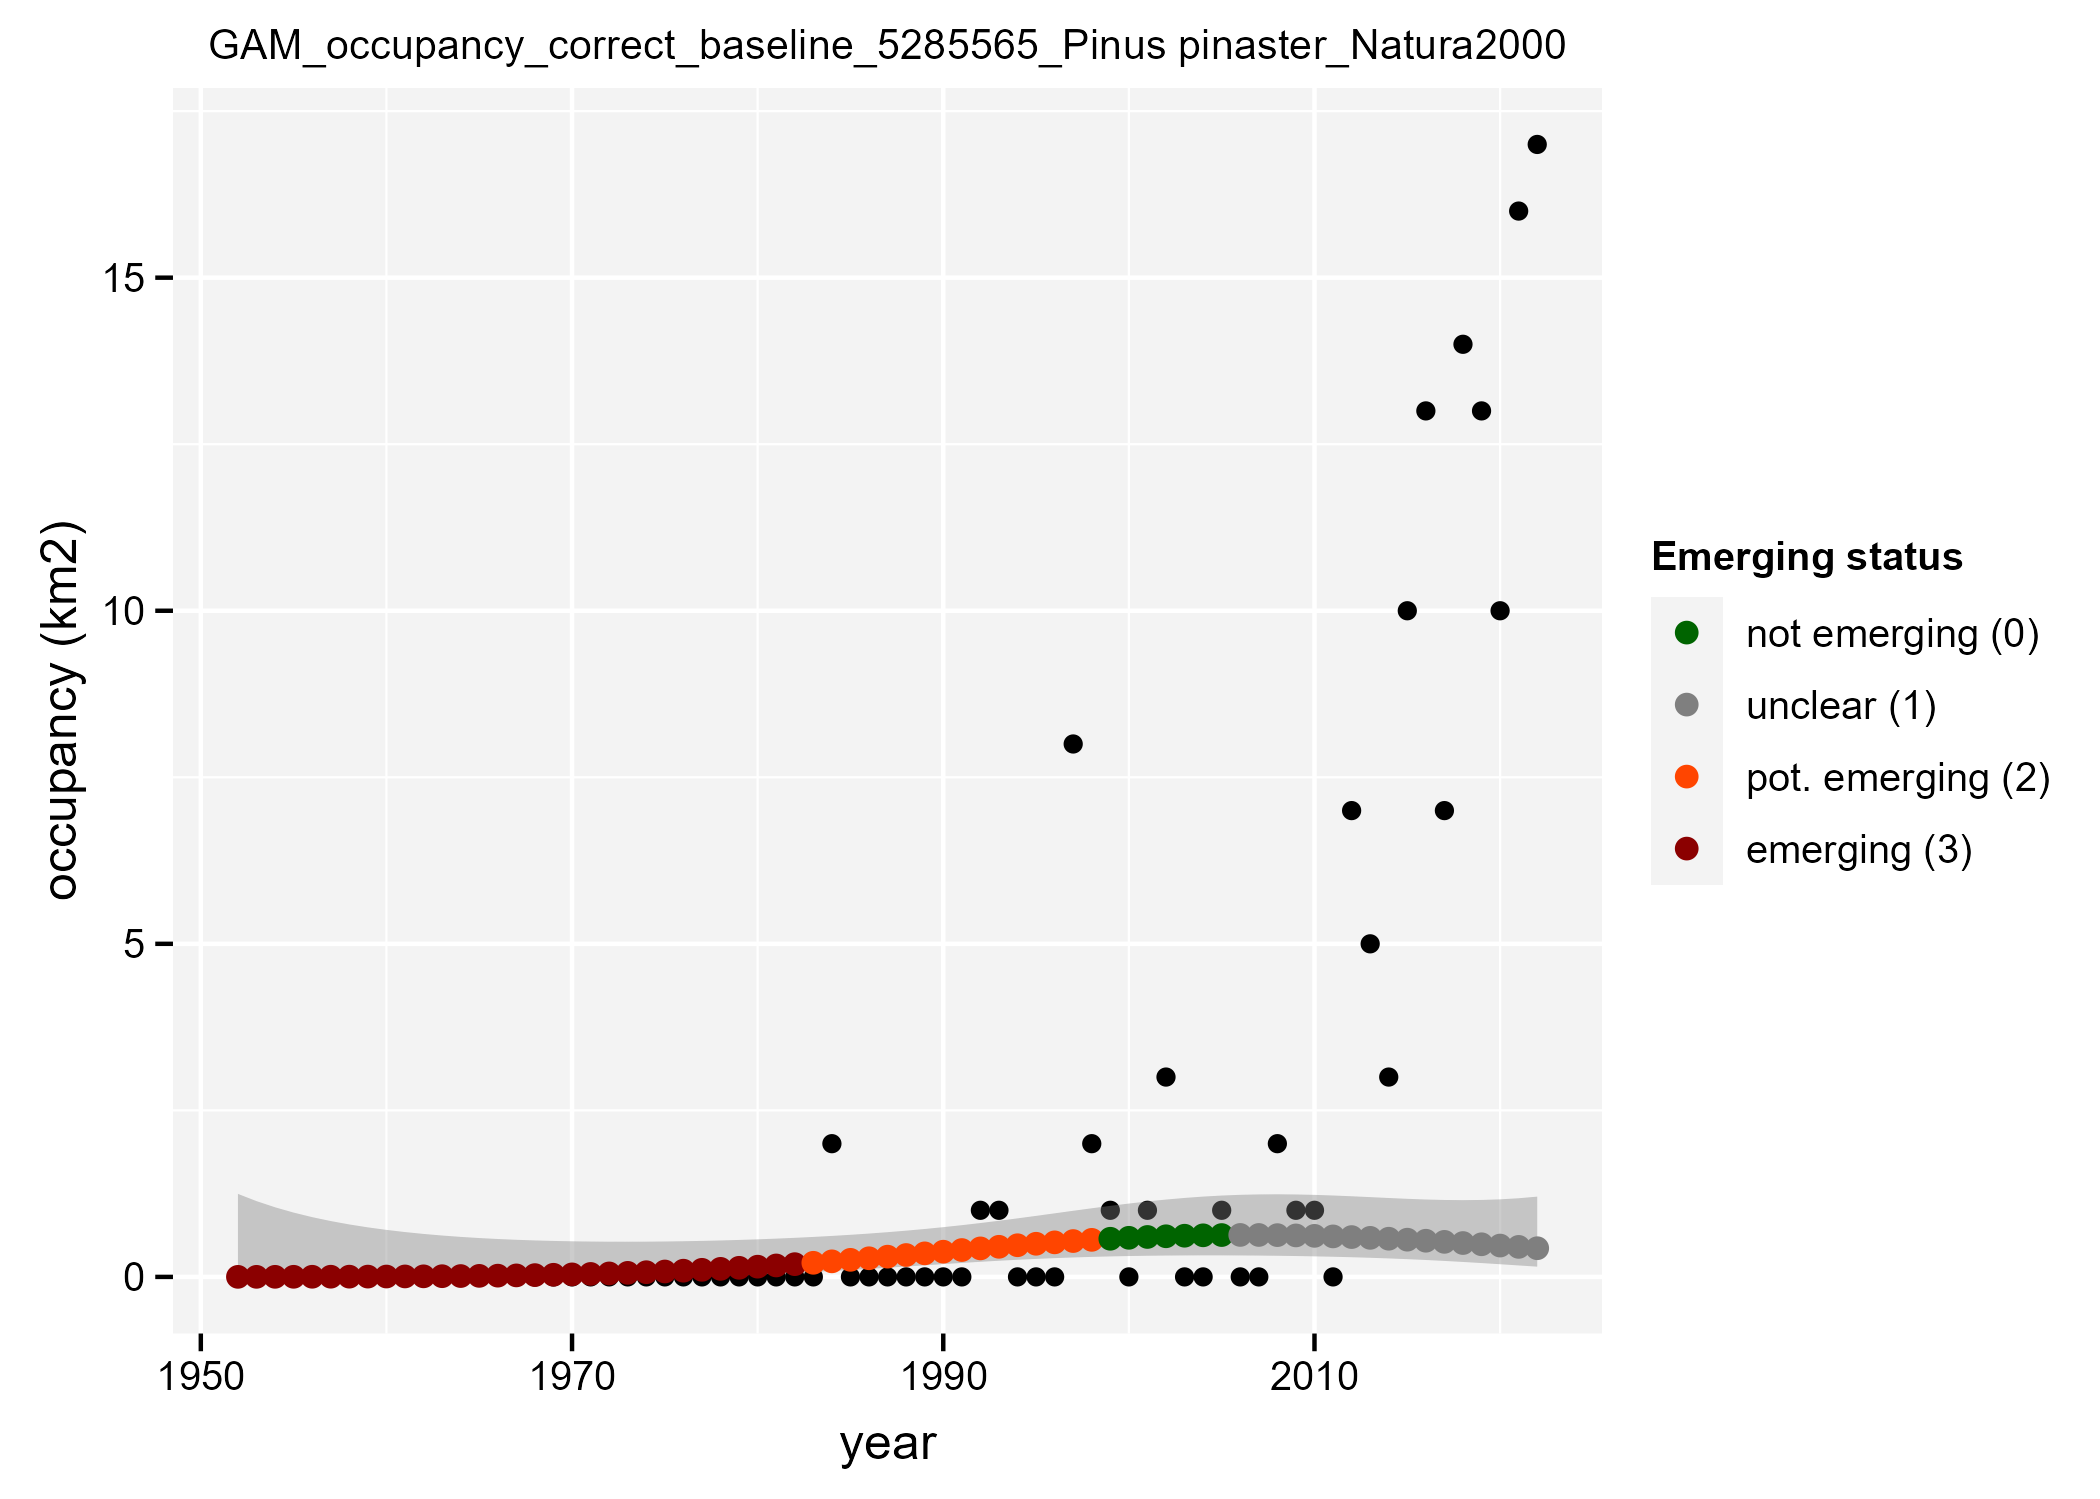 GAM_occupancy_correct_baseline_5285565_Pinus pinaster_Natura2000
occupancy (km2)
15
10
5
0
1950
1970
1990
2010
year
Emerging status
not emerging (0)
unclear (1)
pot. emerging (2)
emerging (3)